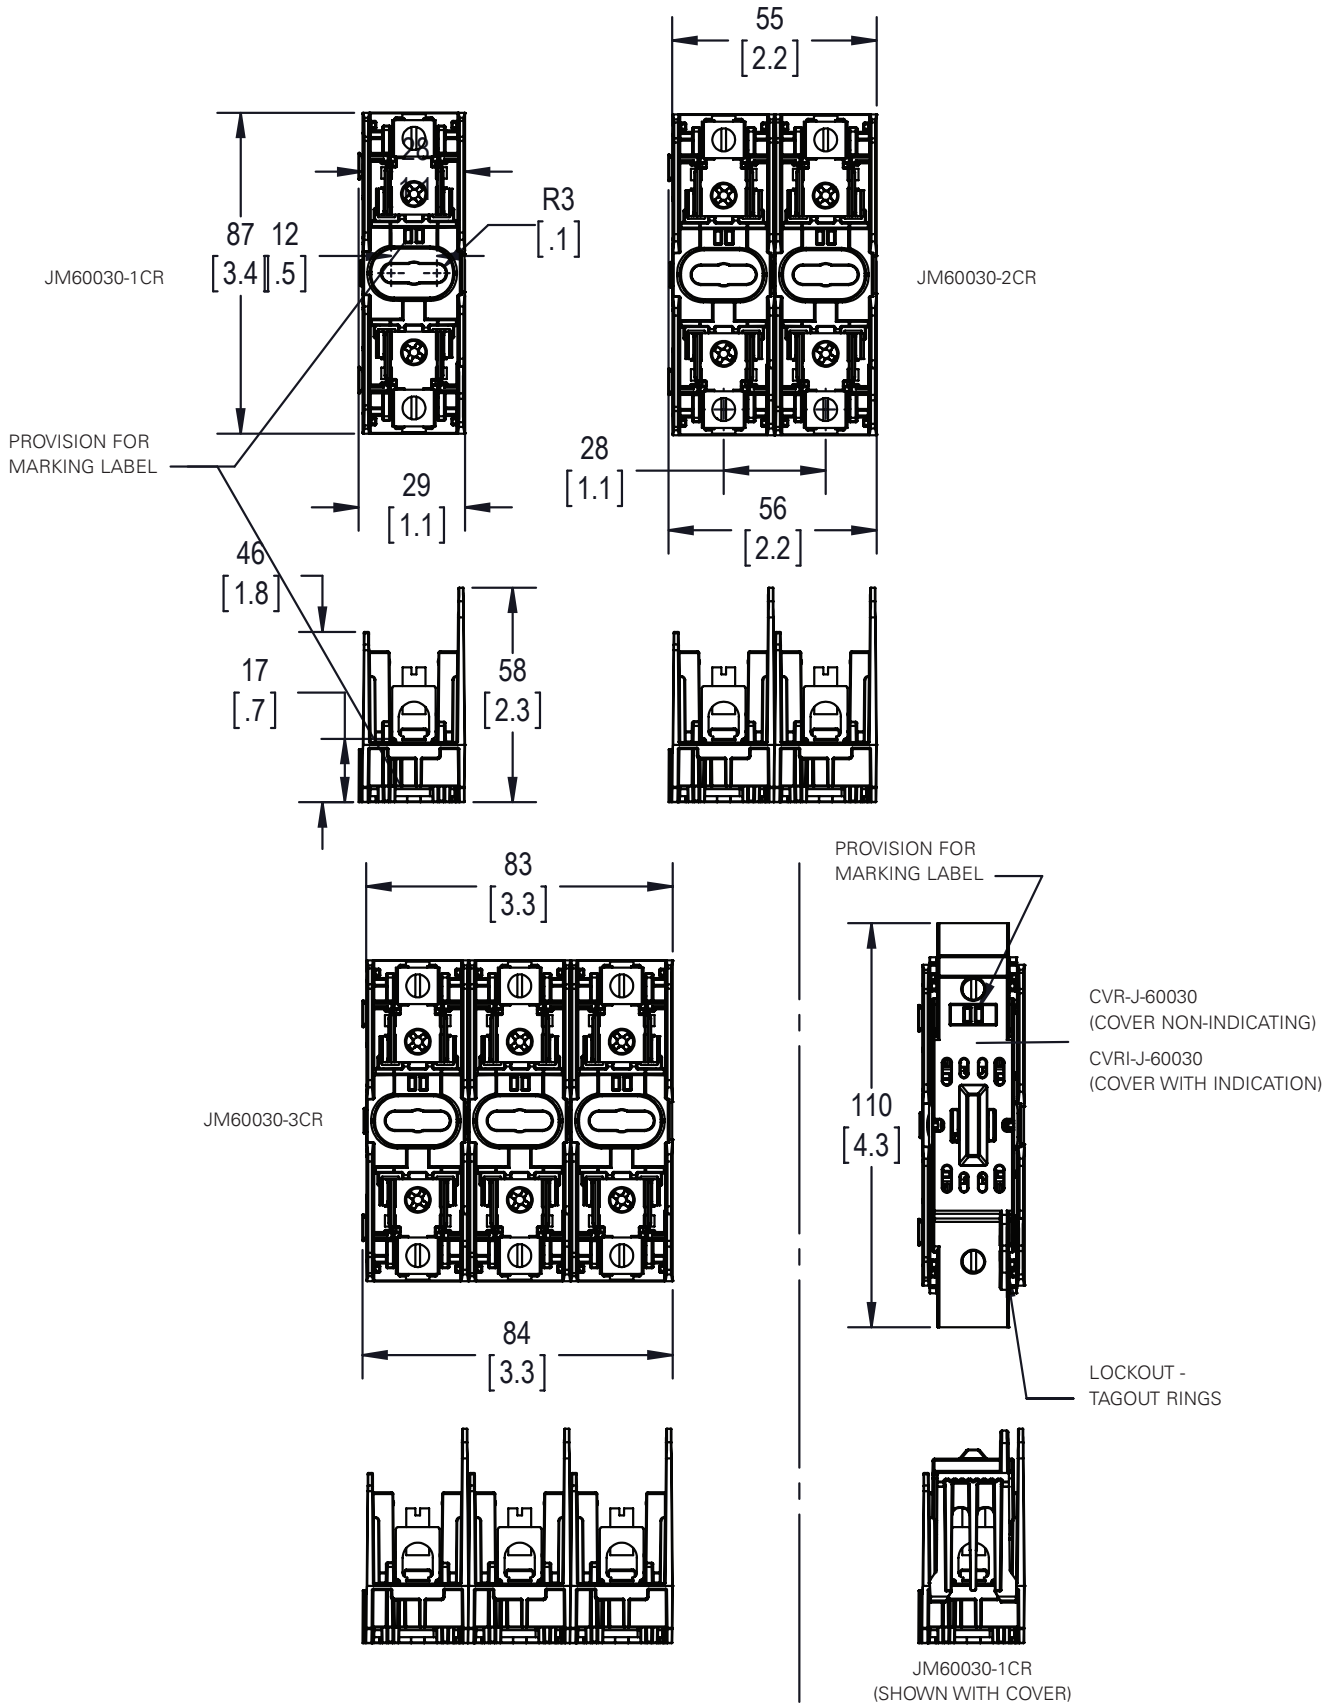 55
[2.2]
28
R3
[.1]
87
[3.4]
12
[.5]
JM60030-1CR
JM60030-2CR
PROVISION FOR
MARKING LABEL
29
[1.1]
28
[1.1]
56
[2.2]
46
[1.8]
17
[.7]
58
[2.3]
83
[3.3]
PROVISION FOR
MARKING LABEL
CVR-J-60030
(COVER NON-INDICATING)
CVRI-J-60030
(COVER WITH INDICATION)
JM60030-3CR
110
[4.3]
84
[3.3]
LOCKOUT -
TAGOUT RINGS
JM60030-1CR
(SHOWN WITH COVER)